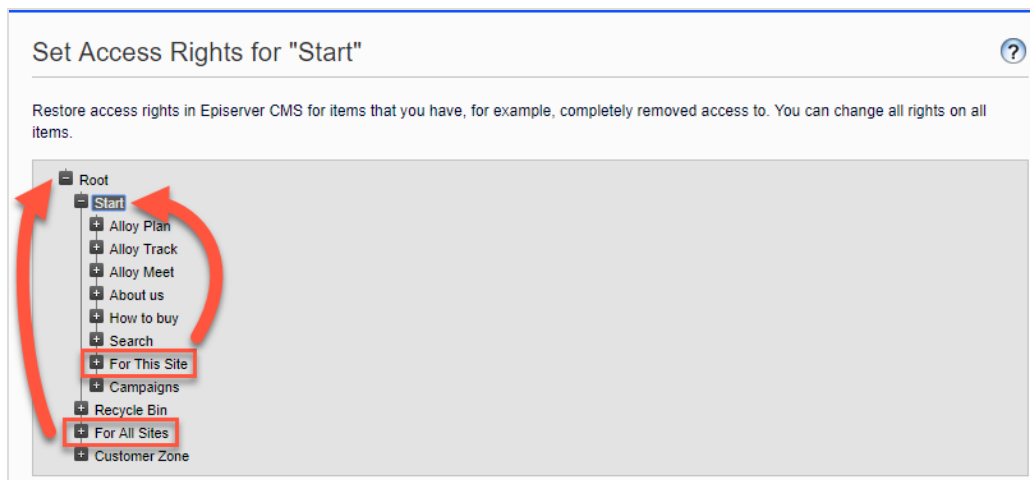 Set Access Rights for "Start"
?
Restore access rights in Episerver CMS for items that you have, for example, completely removed access to. You can change all rights on all
items.
Root
Start
Alloy Plan
Alloy Track
Alloy Meet
About us
How to buy
Search
For This Site
Campaigns
Recycle Bin
For All Sites
Customer Zone